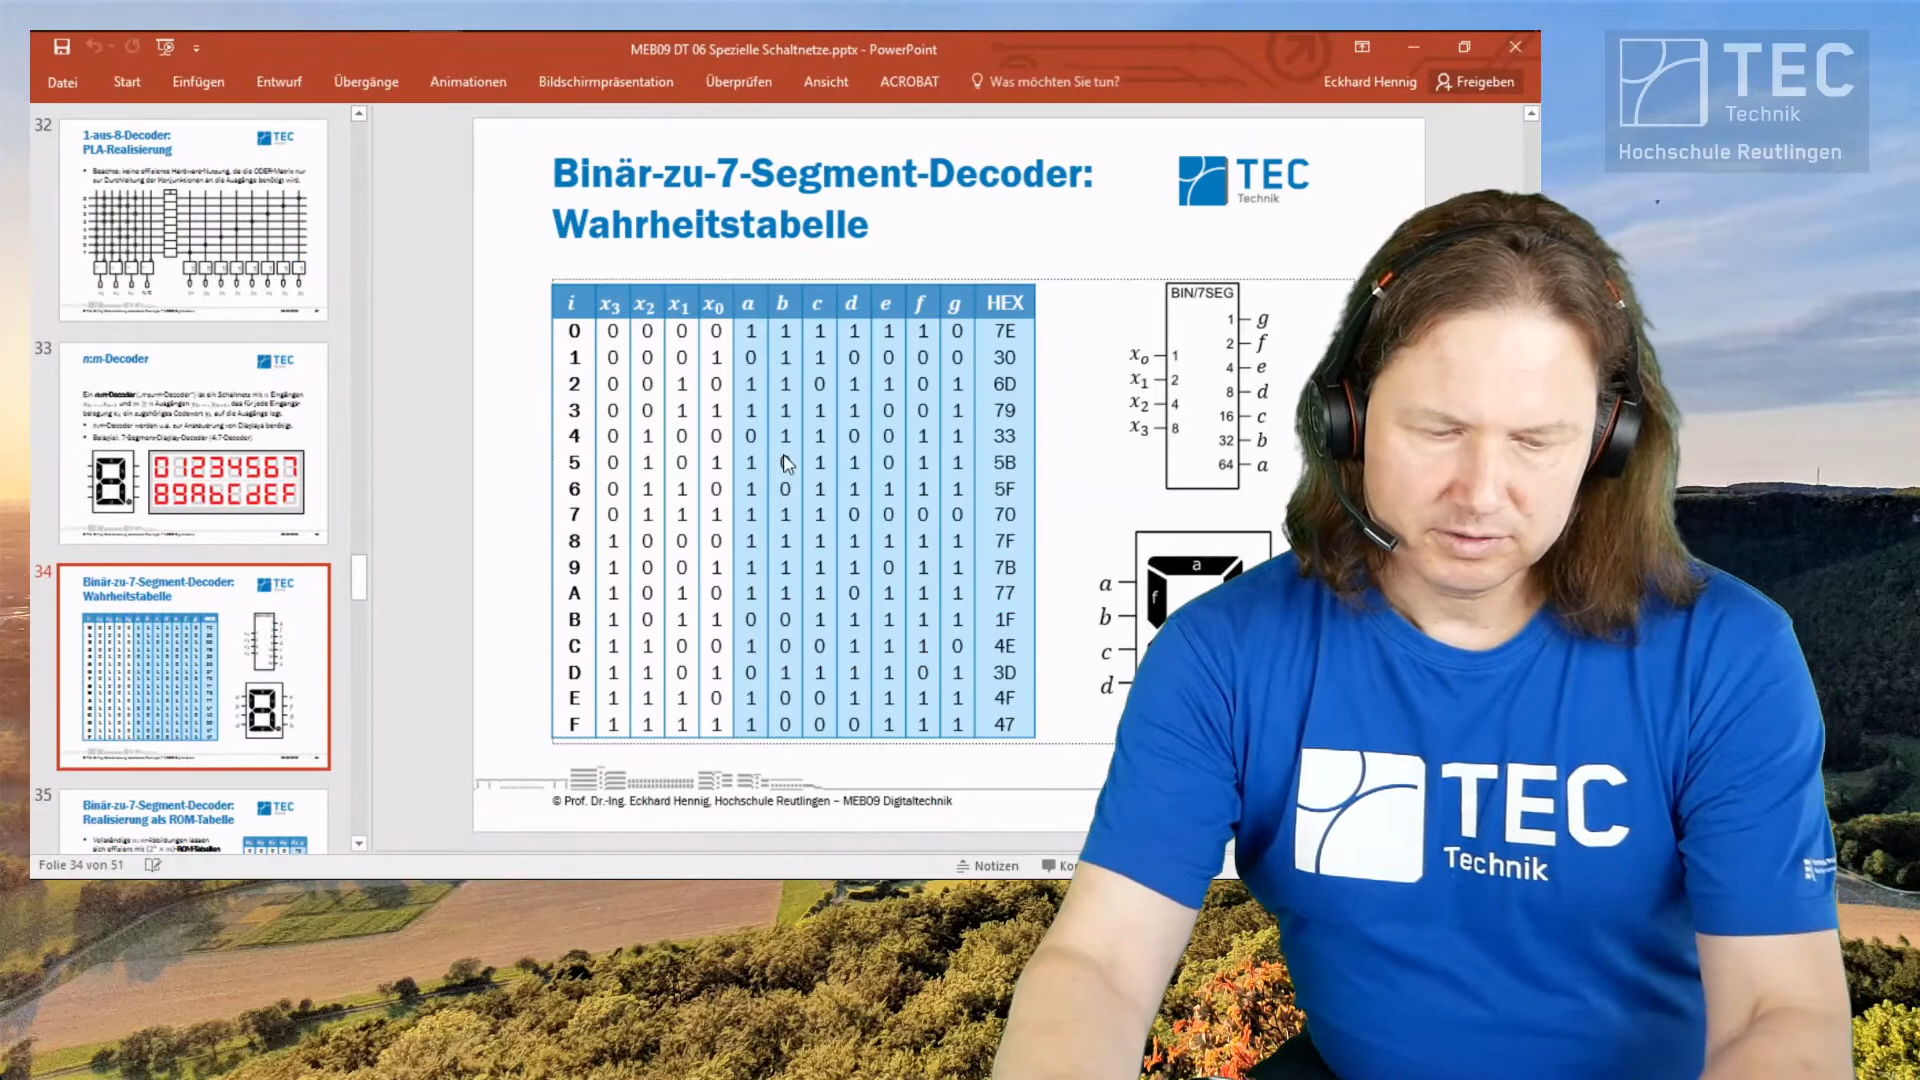 MEB09 DT 06 Spezielle Schaltnetze.pptx - PowerPoint
Datei Start Einfügen Entwurf Übergänge Animationen Bildschirmpräsentation Überprüfen Ansicht ACROBAT Was möchten Sie tun? Eckhard Hennig Freigeben
TEC
Technik
Hochschule Reutlingen
32
1-aus-8-Decoder:
PLA-Realisierung
TEC
33
n:m-Decoder
TEC
Beispiel: 7-Segment-Display-Decoder (4:7-Decoder)
01234567
89AbCdEF
34
Binär-zu-7-Segment-Decoder:
Wahrheitstabelle
TEC
35
Binär-zu-7-Segment-Decoder:
Realisierung als ROM-Tabelle
TEC
Binär-zu-7-Segment-Decoder:
Wahrheitstabelle
TEC
Technik
i x3 x2 x1 x0 a b c d e f g HEX
0 0 0 0 0 1 1 1 1 1 1 0 7E
1 0 0 0 1 0 1 1 0 0 0 0 30
2 0 0 1 0 1 1 0 1 1 0 1 6D
3 0 0 1 1 1 1 1 1 0 0 1 79
4 0 1 0 0 0 1 1 0 0 1 1 33
5 0 1 0 1 1 0 1 1 0 1 1 5B
6 0 1 1 0 1 0 1 1 1 1 1 5F
7 0 1 1 1 1 1 1 0 0 0 0 70
8 1 0 0 0 1 1 1 1 1 1 1 7F
9 1 0 0 1 1 1 1 1 0 1 1 7B
A 1 0 1 0 1 1 1 0 1 1 1 77
B 1 0 1 1 0 0 1 1 1 1 1 1F
C 1 1 0 0 1 0 0 1 1 1 0 4E
D 1 1 0 1 0 1 1 1 1 0 1 3D
E 1 1 1 0 1 0 0 1 1 1 1 4F
F 1 1 1 1 1 0 0 0 1 1 1 47
BIN/7SEG
1 g
2 f
x0 1 4 e
x1 2 8 d
x2 4 16 c
x3 8 32 b
64 a
a
a
f
b
c
d
© Prof. Dr.-Ing. Eckhard Hennig, Hochschule Reutlingen – MEB09 Digitaltechnik
Folie 34 von 51
Notizen
TEC
Technik